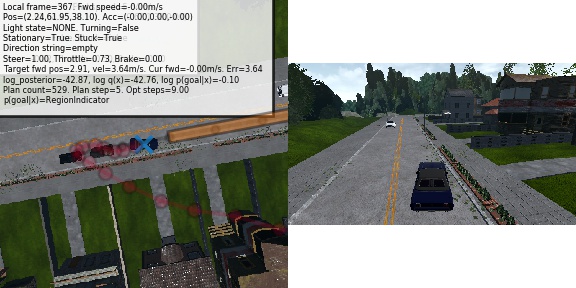 Local frame=367: Fwd speed=-0.00m/s
Pos=(2.24,61.95,38.10). Acc=(-0.00,0.00,-0.00)
Light state=NONE. Turning=False
Stationary=True: Stuck=True
Direction string=empty
Steer=1.00, Throttle=0.73, Brake=0.00
Target fwd pos=2.91, vel=3.64m/s. Cur fwd=-0.00m/s. Err=3.64
log_posterior=-42.87, log q(x)=-42.76, log p(goal|x)=-0.10
Plan count=529. Plan step=5. Opt steps=9.00
p(goal|x)=RegionIndicator